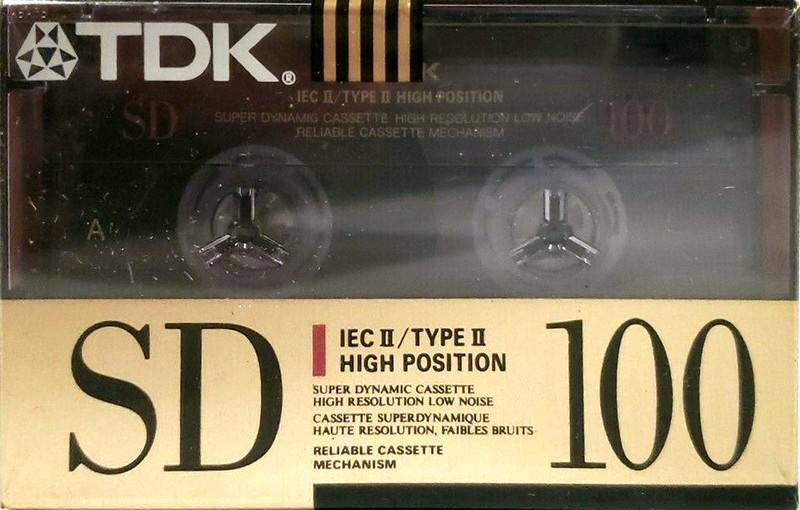 TDK®
K
IEC II/TYPE II HIGH POSITION
SD
SUPER DYNAMIC CASSETTE HIGH RESOLUTION LOW NOISE
RELIABLE CASSETTE MECHANISM
100
A
SD
IEC II/TYPE II
HIGH POSITION
SUPER DYNAMIC CASSETTE
HIGH RESOLUTION LOW NOISE
CASSETTE SUPERDYNAMIQUE
HAUTE RESOLUTION, FAIBLES BRUITS
RELIABLE CASSETTE
MECHANISM
100